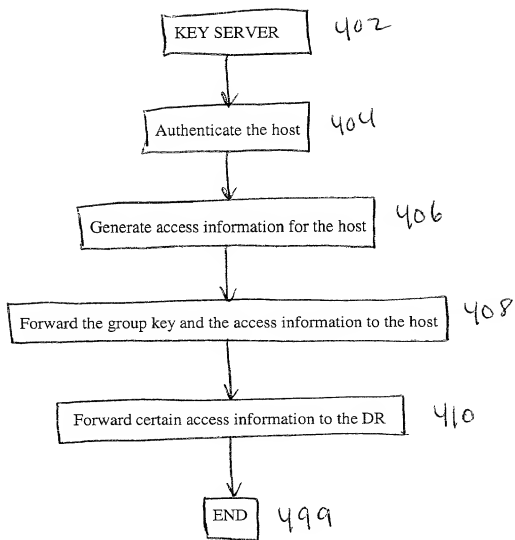 KEY SERVER 402
Authenticate the host 404
Generate access information for the host 406
Forward the group key and the access information to the host 408
Forward certain access information to the DR 410
END 499